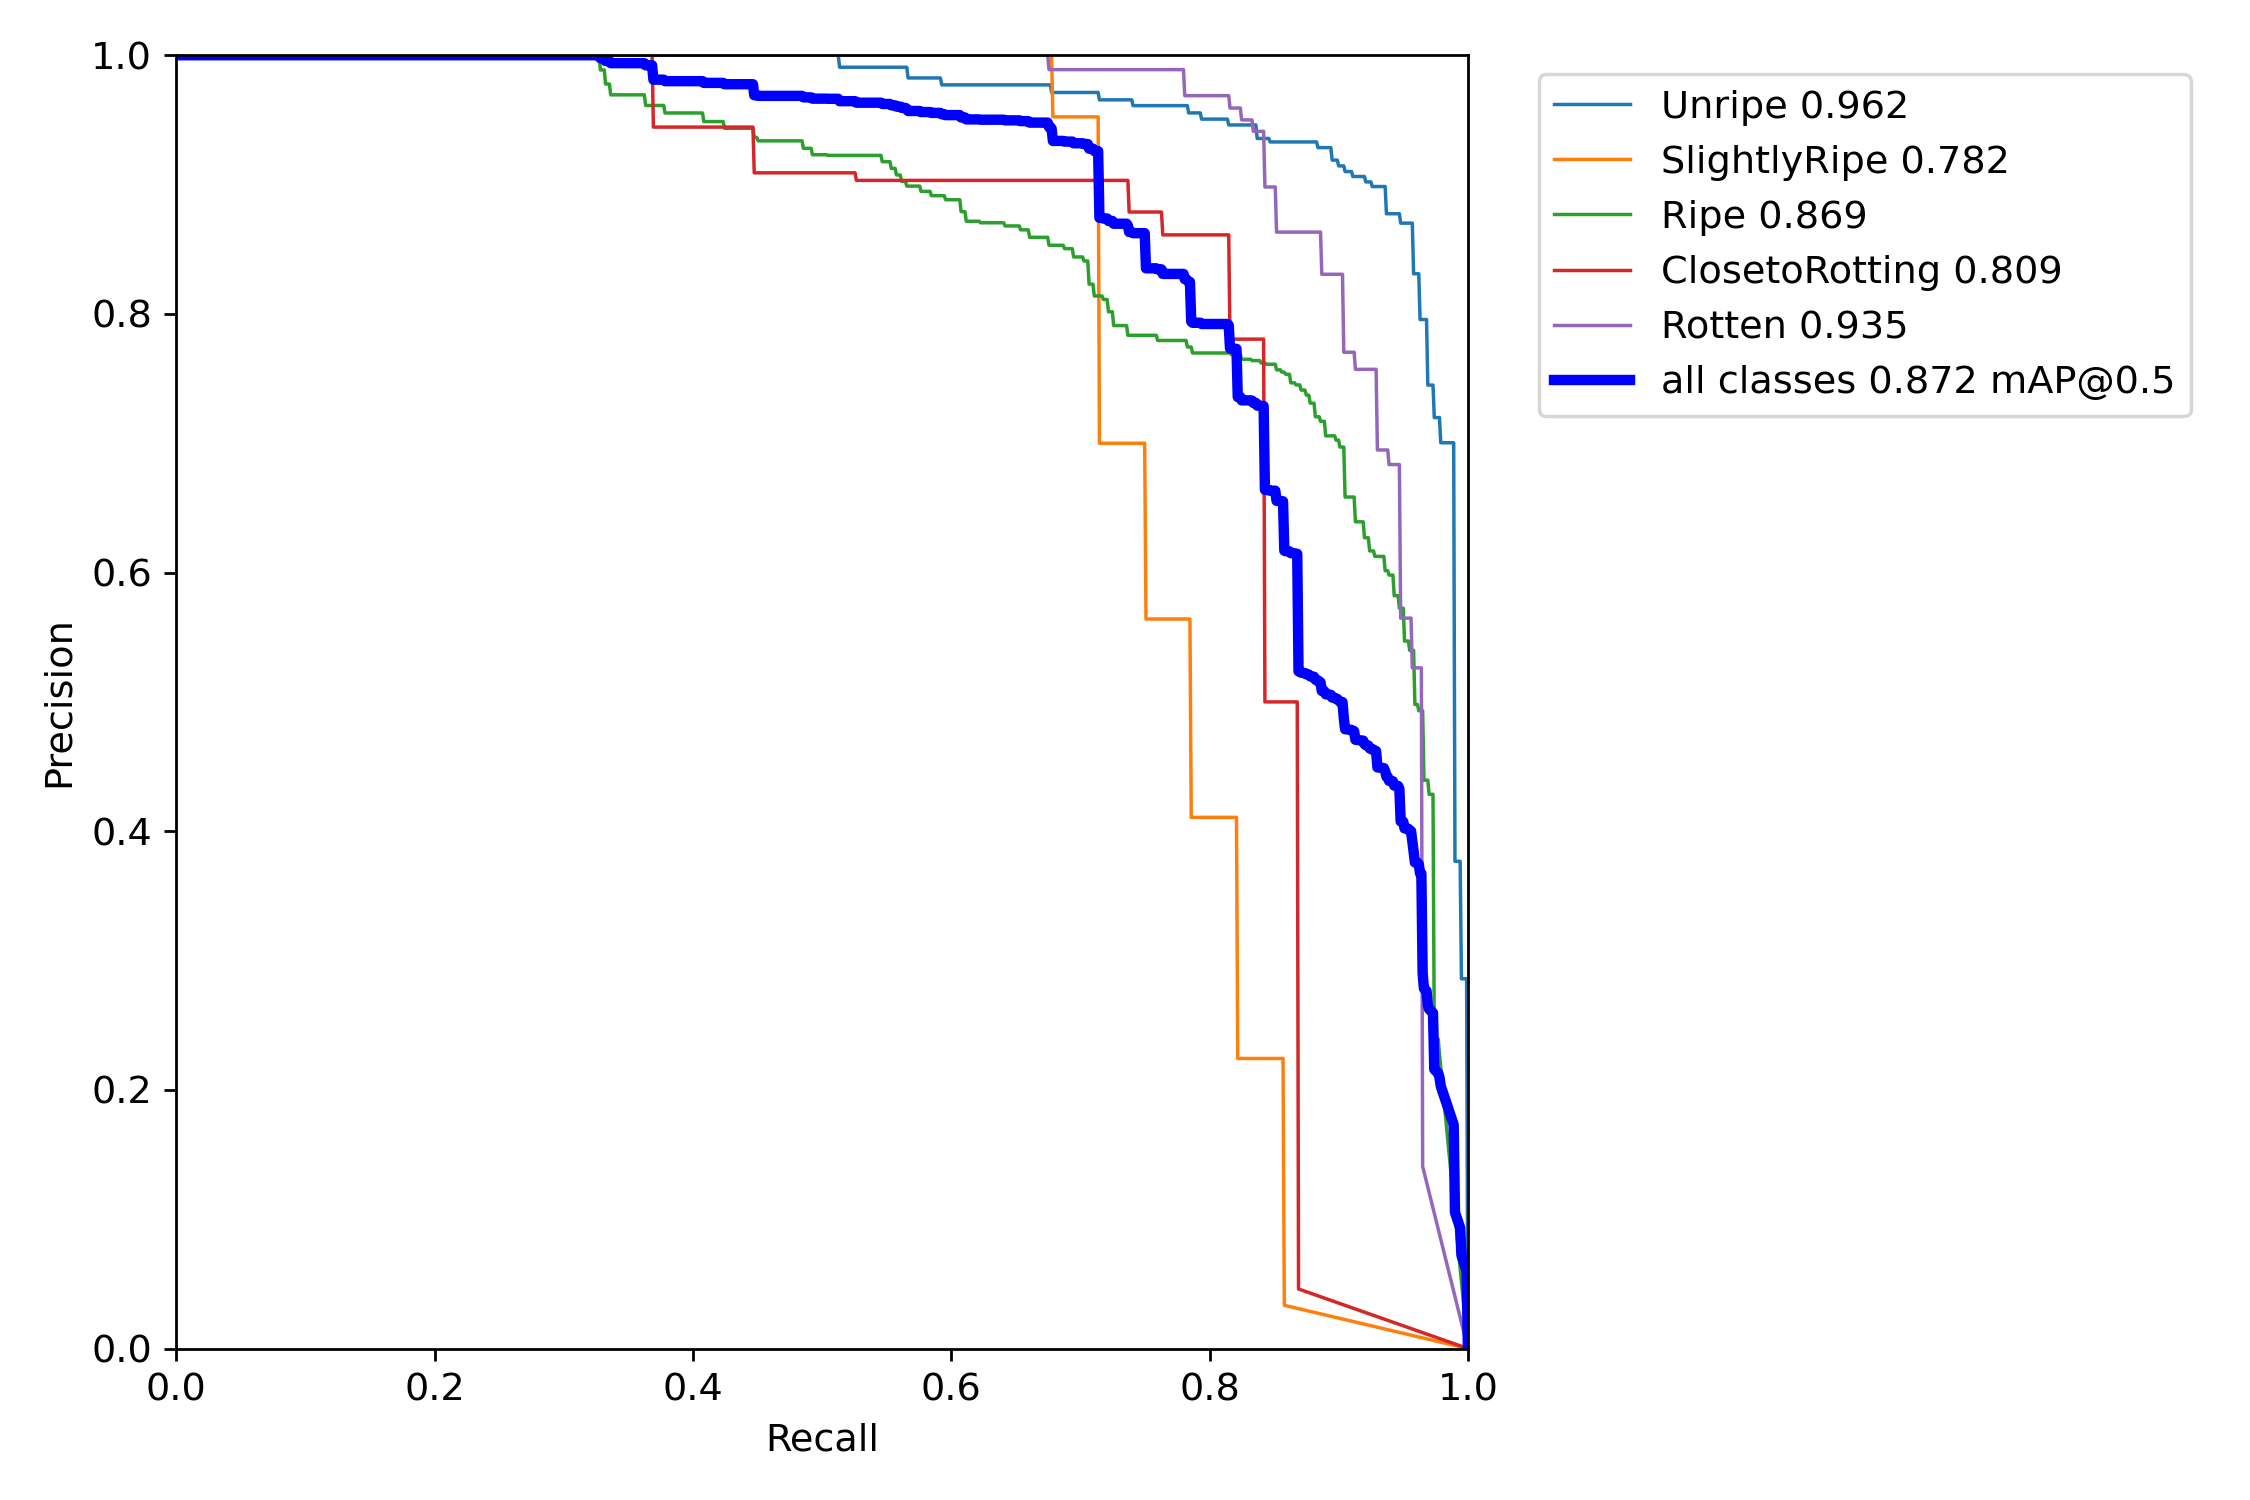 1.0
0.8
0.6
0.4
0.2
0.0
Precision
0.0 0.2 0.4 0.6 0.8 1.0
Recall
Unripe 0.962
SlightlyRipe 0.782
Ripe 0.869
ClosetoRotting 0.809
Rotten 0.935
all classes 0.872 mAP@0.5